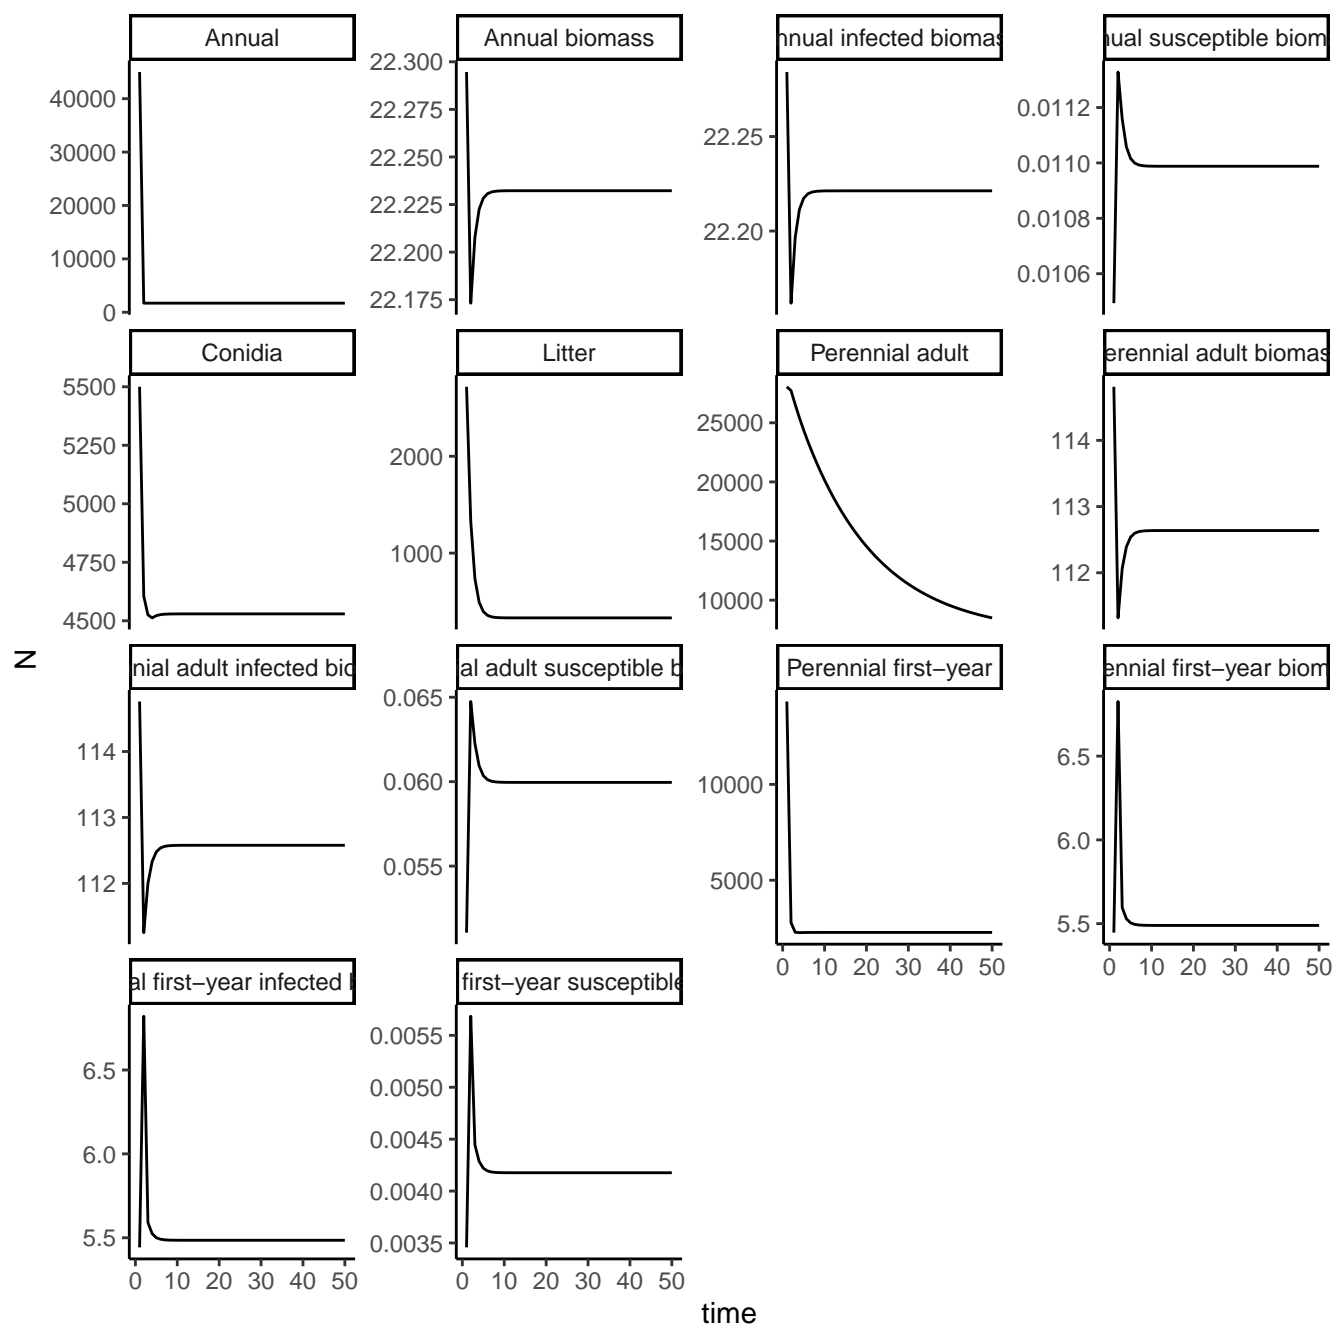 Annual
Annual biomass
nnual infected biomas
nual susceptible biom
40000
30000
20000
10000
0
22.300
22.275
22.250
22.225
22.200
22.175
22.25
22.20
0.0112
0.0110
0.0108
0.0106
Conidia
Litter
Perennial adult
erennial adult biomas
5500
5250
5000
4750
4500
2000
1000
25000
20000
15000
10000
114
113
112
N
nial adult infected bio
al adult susceptible b
Perennial first−year
ennial first−year biom
114
113
112
0.065
0.060
0.055
10000
5000
6.5
6.0
5.5
0 10 20 30 40 50
0 10 20 30 40 50
al first−year infected b
first−year susceptible
6.5
6.0
5.5
0.0055
0.0050
0.0045
0.0040
0.0035
0 10 20 30 40 50
0 10 20 30 40 50
time